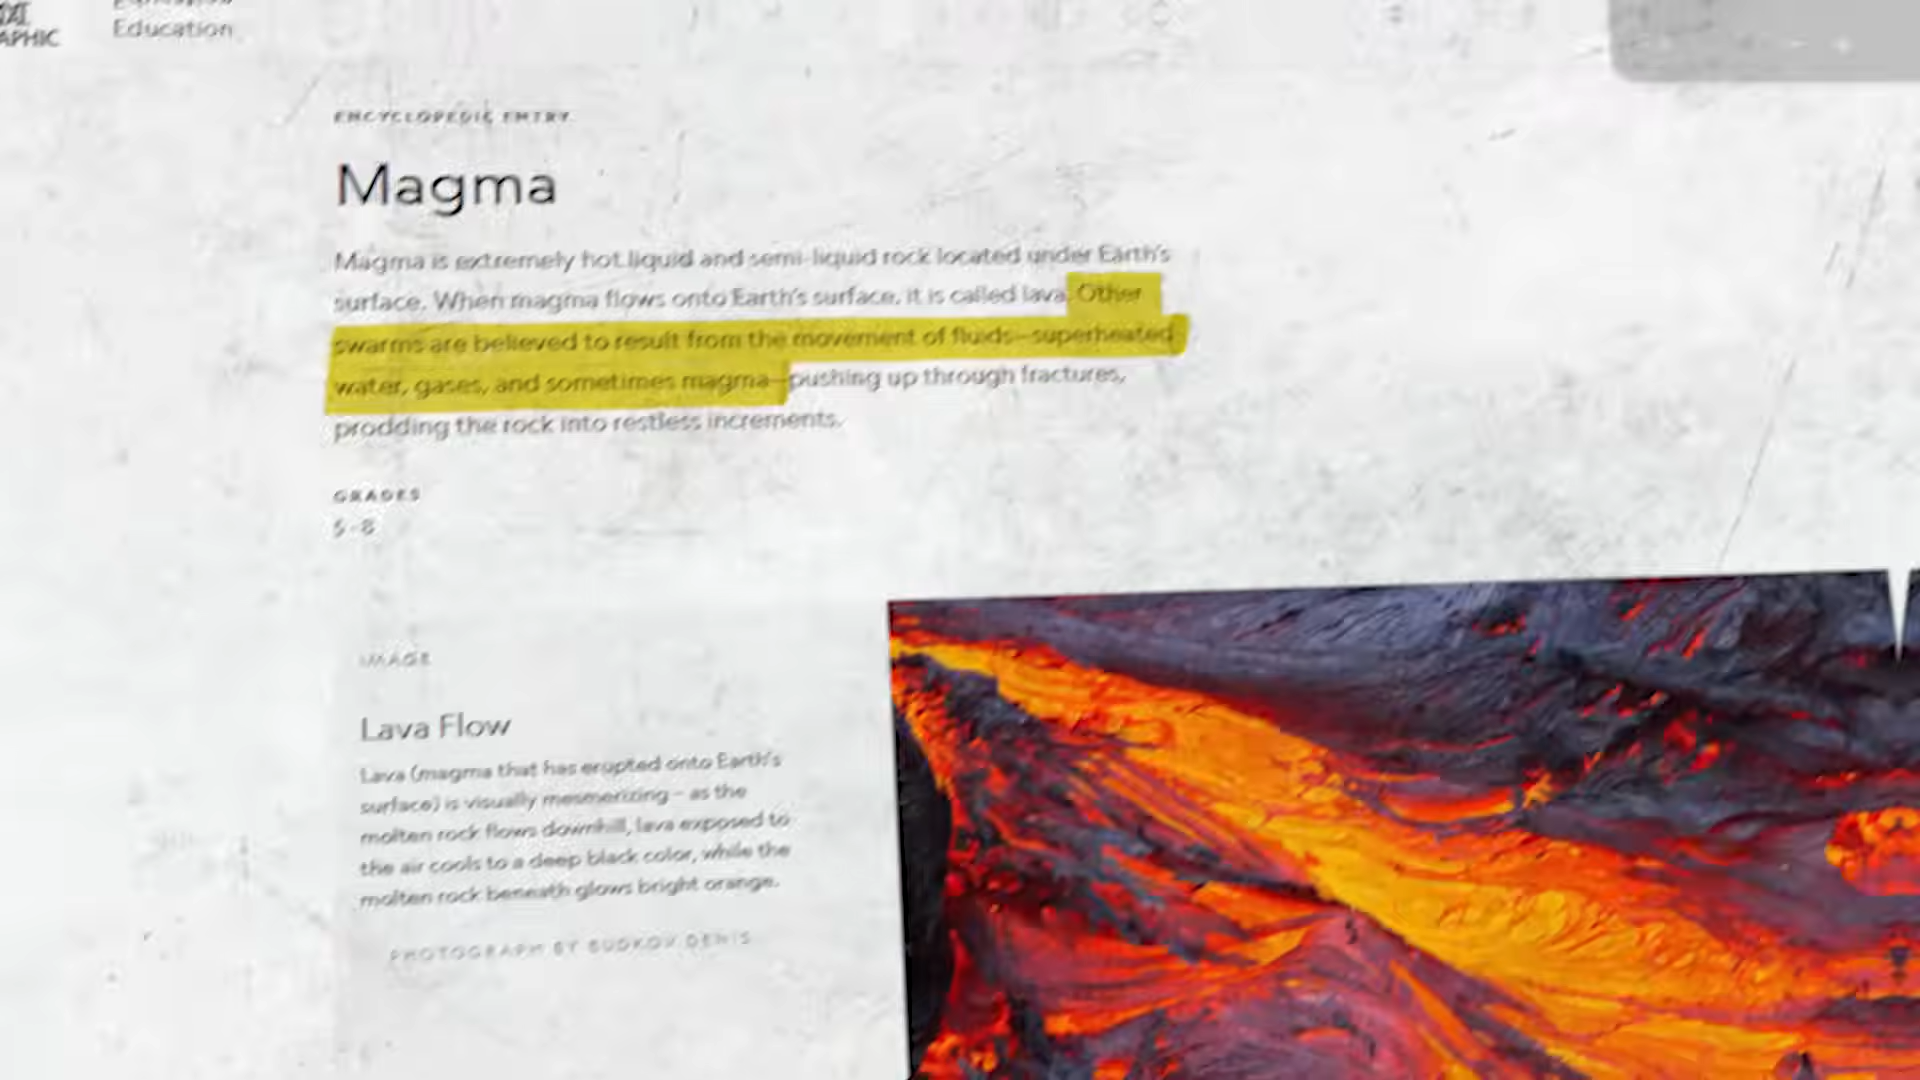 APHIC
Education
ENCYCLOPEDIC ENTRY
Magma
Magma is extremely hot liquid and semi-liquid rock located under Earth's
surface. When magma flows onto Earth's surface, it is called lava. Other
swarms are believed to result from the movement of fluids—superheated
water, gases, and sometimes magma—pushing up through fractures,
prodding the rock into restless increments.
GRADES
5 - 8
IMAGE
Lava Flow
Lava (magma that has erupted onto Earth's
surface) is visually mesmerizing – as the
molten rock flows downhill, lava exposed to
the air cools to a deep black color, while the
molten rock beneath glows bright orange.
PHOTOGRAPH BY BUDKOV DENIS